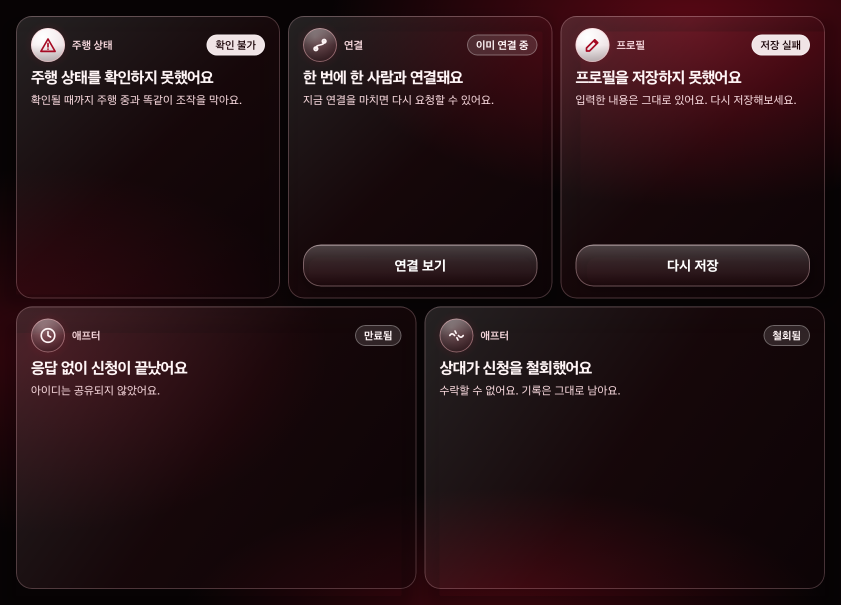 주행 상태
확인 불가
주행 상태를 확인하지 못했어요
확인될 때까지 주행 중과 똑같이 조작을 막아요.
연결
이미 연결 중
한 번에 한 사람과 연결돼요
지금 연결을 마치면 다시 요청할 수 있어요.
연결 보기
프로필
저장 실패
프로필을 저장하지 못했어요
입력한 내용은 그대로 있어요. 다시 저장해보세요.
다시 저장
애프터
만료됨
응답 없이 신청이 끝났어요
아이디는 공유되지 않았어요.
애프터
철회됨
상대가 신청을 철회했어요
수락할 수 없어요. 기록은 그대로 남아요.